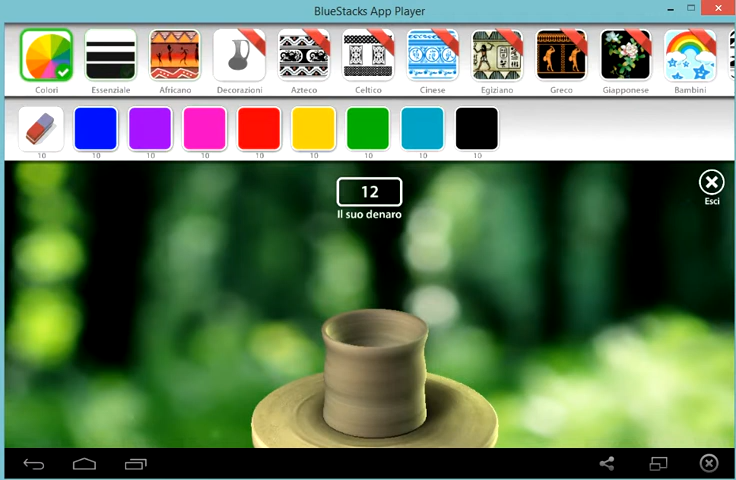 BlueStacks App Player
Colori Essenziale Africano Decorazioni Azteco Celtico Cinese Egiziano Greco Giapponese Bambini
10 10 10 10 10 10 10 10 10
12
Il suo denaro
Esci